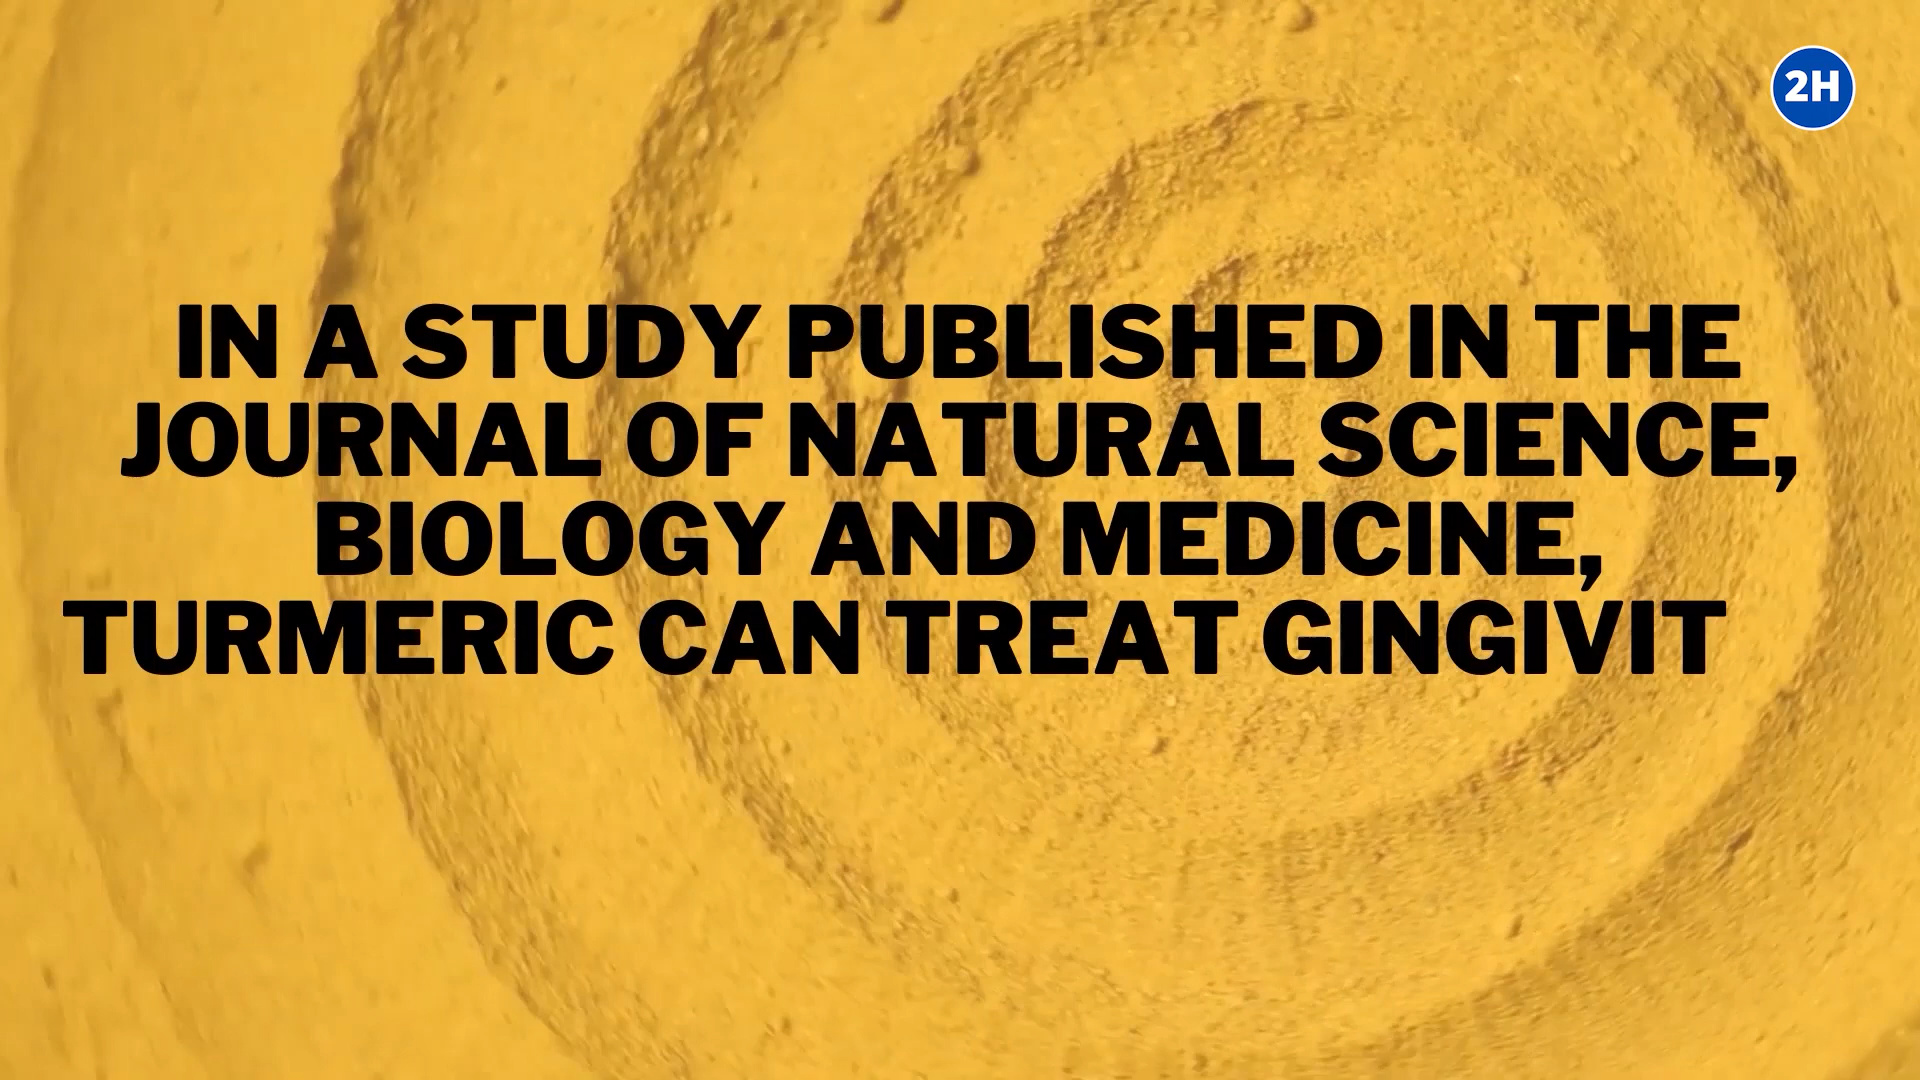 2H
IN A STUDY PUBLISHED IN THE
JOURNAL OF NATURAL SCIENCE,
BIOLOGY AND MEDICINE,
TURMERIC CAN TREAT GINGIVIT